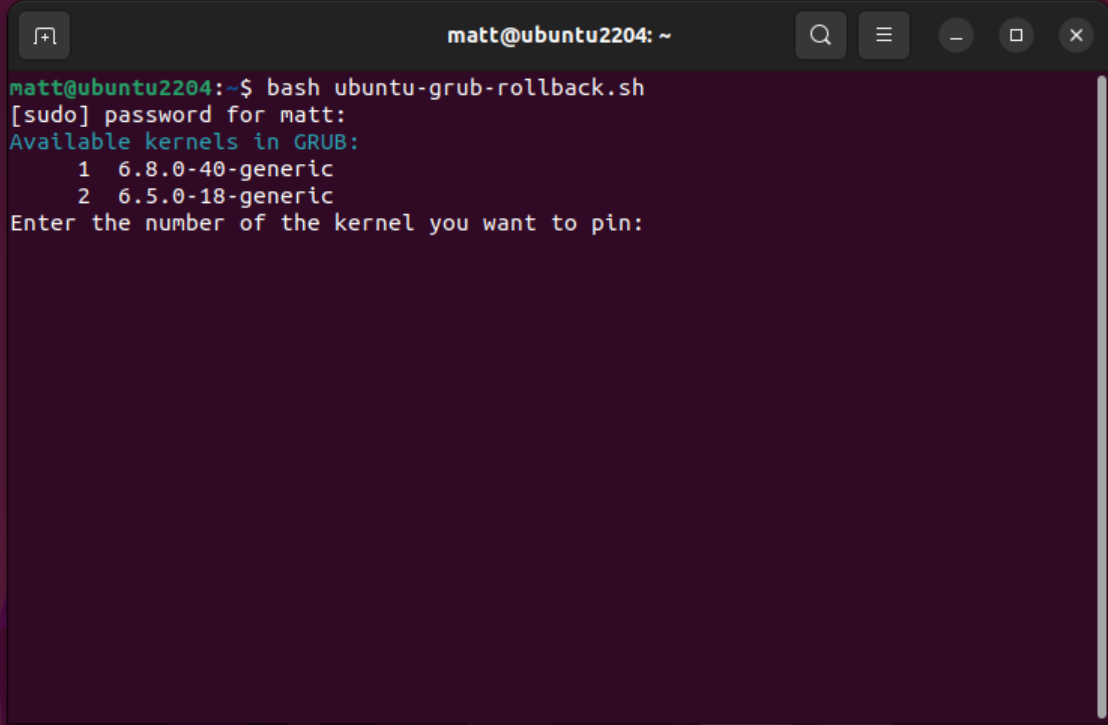 matt@ubuntu2204: ~
matt@ubuntu2204:~$ bash ubuntu-grub-rollback.sh
[sudo] password for matt:
Available kernels in GRUB:
     1  6.8.0-40-generic
     2  6.5.0-18-generic
Enter the number of the kernel you want to pin: